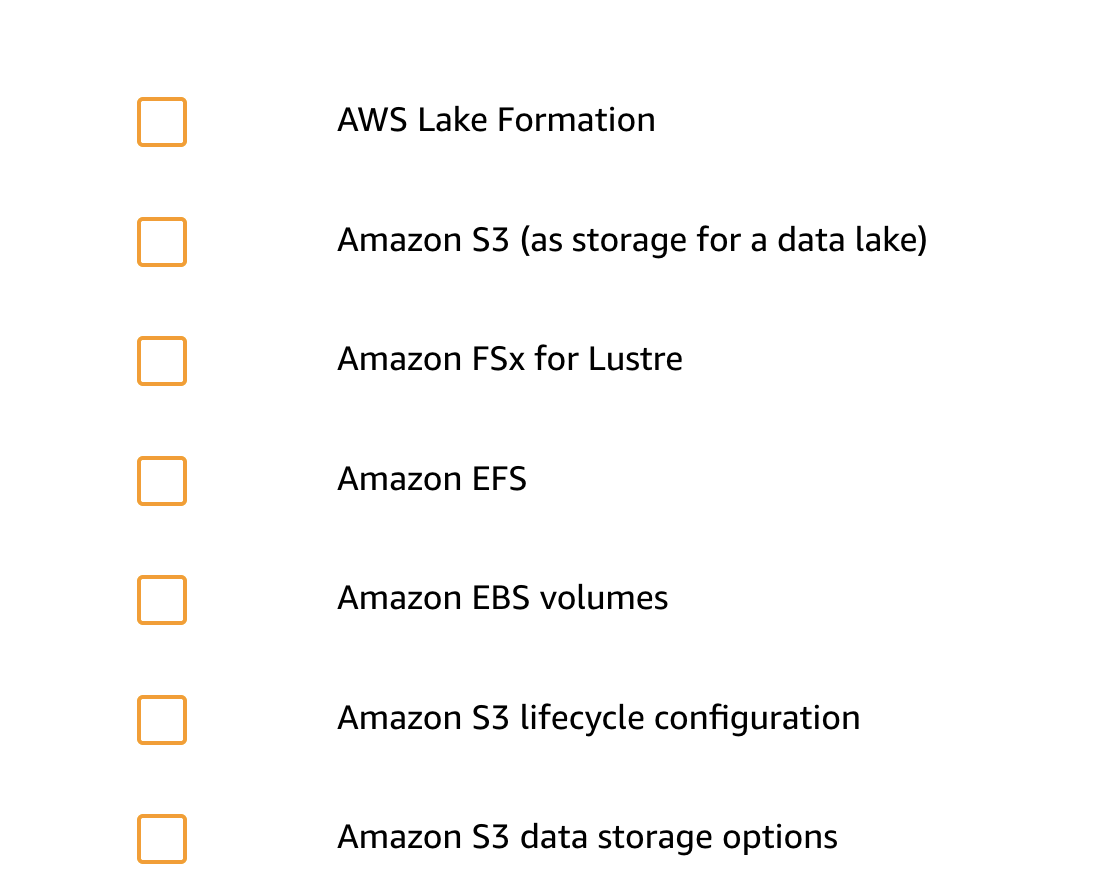 AWS Lake Formation
Amazon S3 (as storage for a data lake)
Amazon FSx for Lustre
Amazon EFS
Amazon EBS volumes
Amazon S3 lifecycle configuration
Amazon S3 data storage options